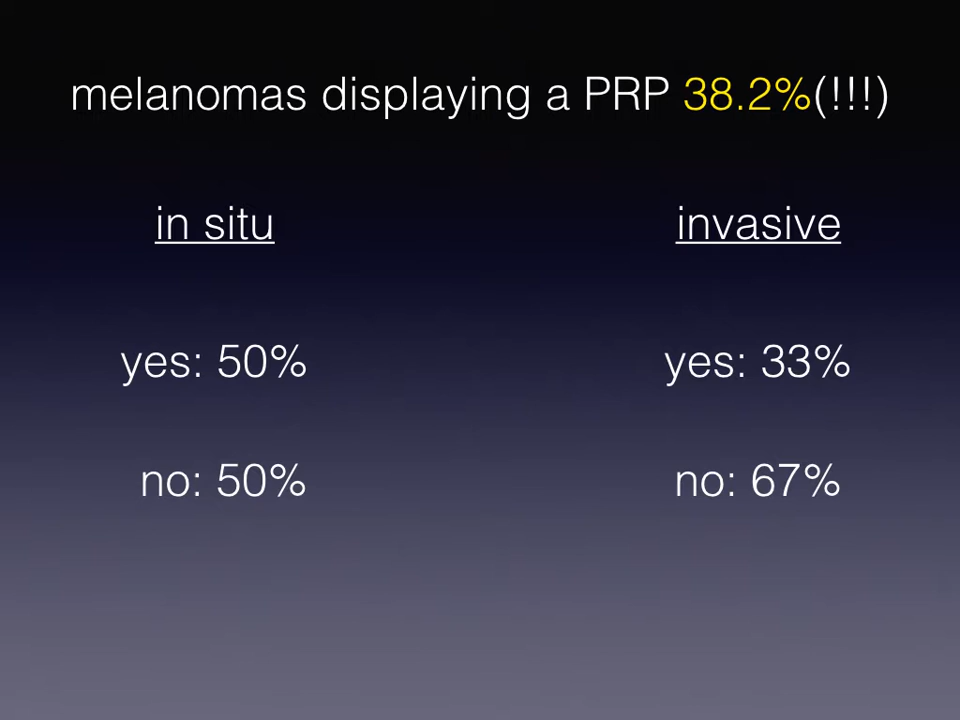 melanomas displaying a PRP 38.2%(!!!)
in situ
invasive
yes: 50%
yes: 33%
no: 50%
no: 67%